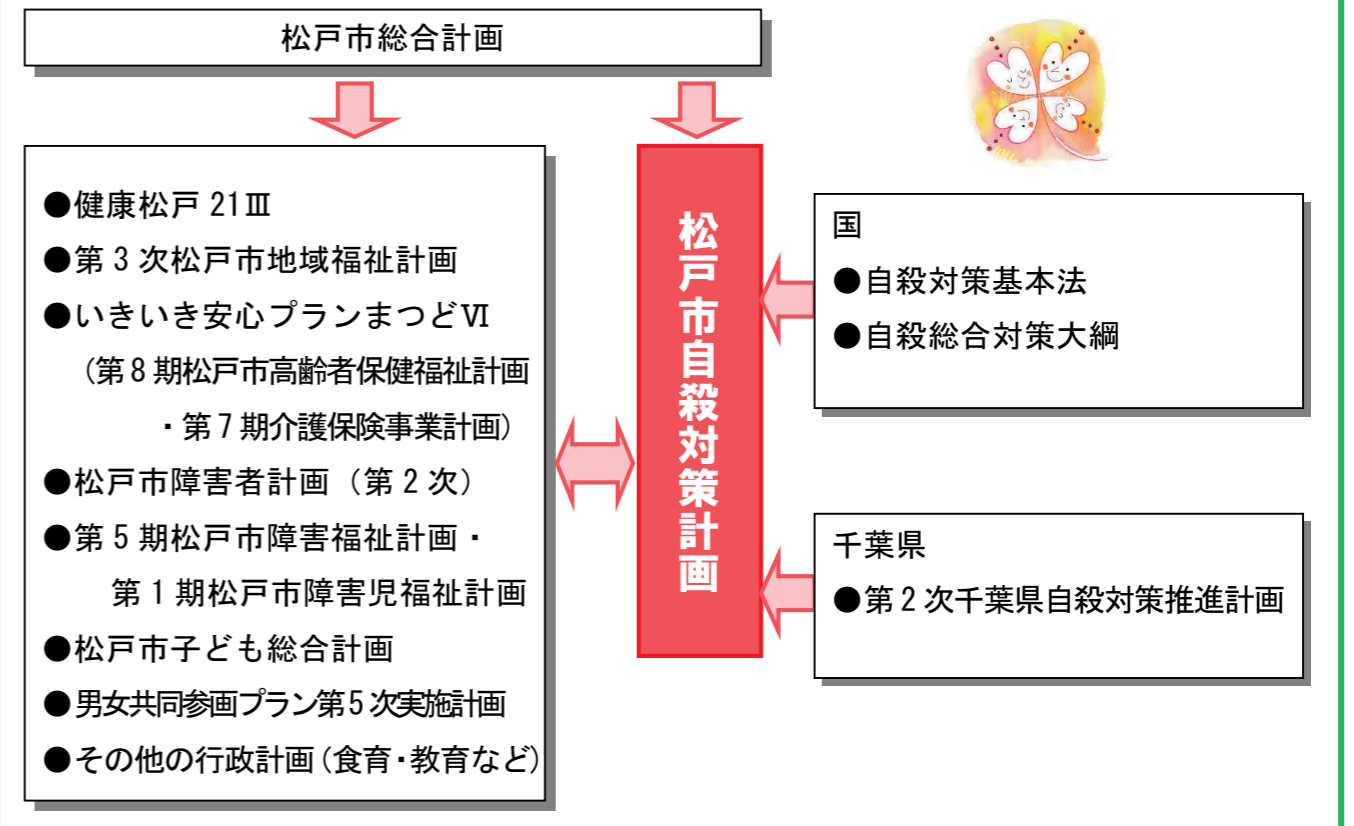 松戸市総合計画
●健康松戸21Ⅲ
●第3次松戸市地域福祉計画
●いきいき安心プランまつどⅥ
(第8期松戸市高齢者保健福祉計画
・第7期介護保険事業計画)
●松戸市障害者計画（第2次）
●第5期松戸市障害福祉計画・
第1期松戸市障害児福祉計画
●松戸市子ども総合計画
●男女共同参画プラン第5次実施計画
●その他の行政計画(食育・教育など)
松戸市自殺対策計画
国
●自殺対策基本法
●自殺総合対策大綱
千葉県
●第2次千葉県自殺対策推進計画